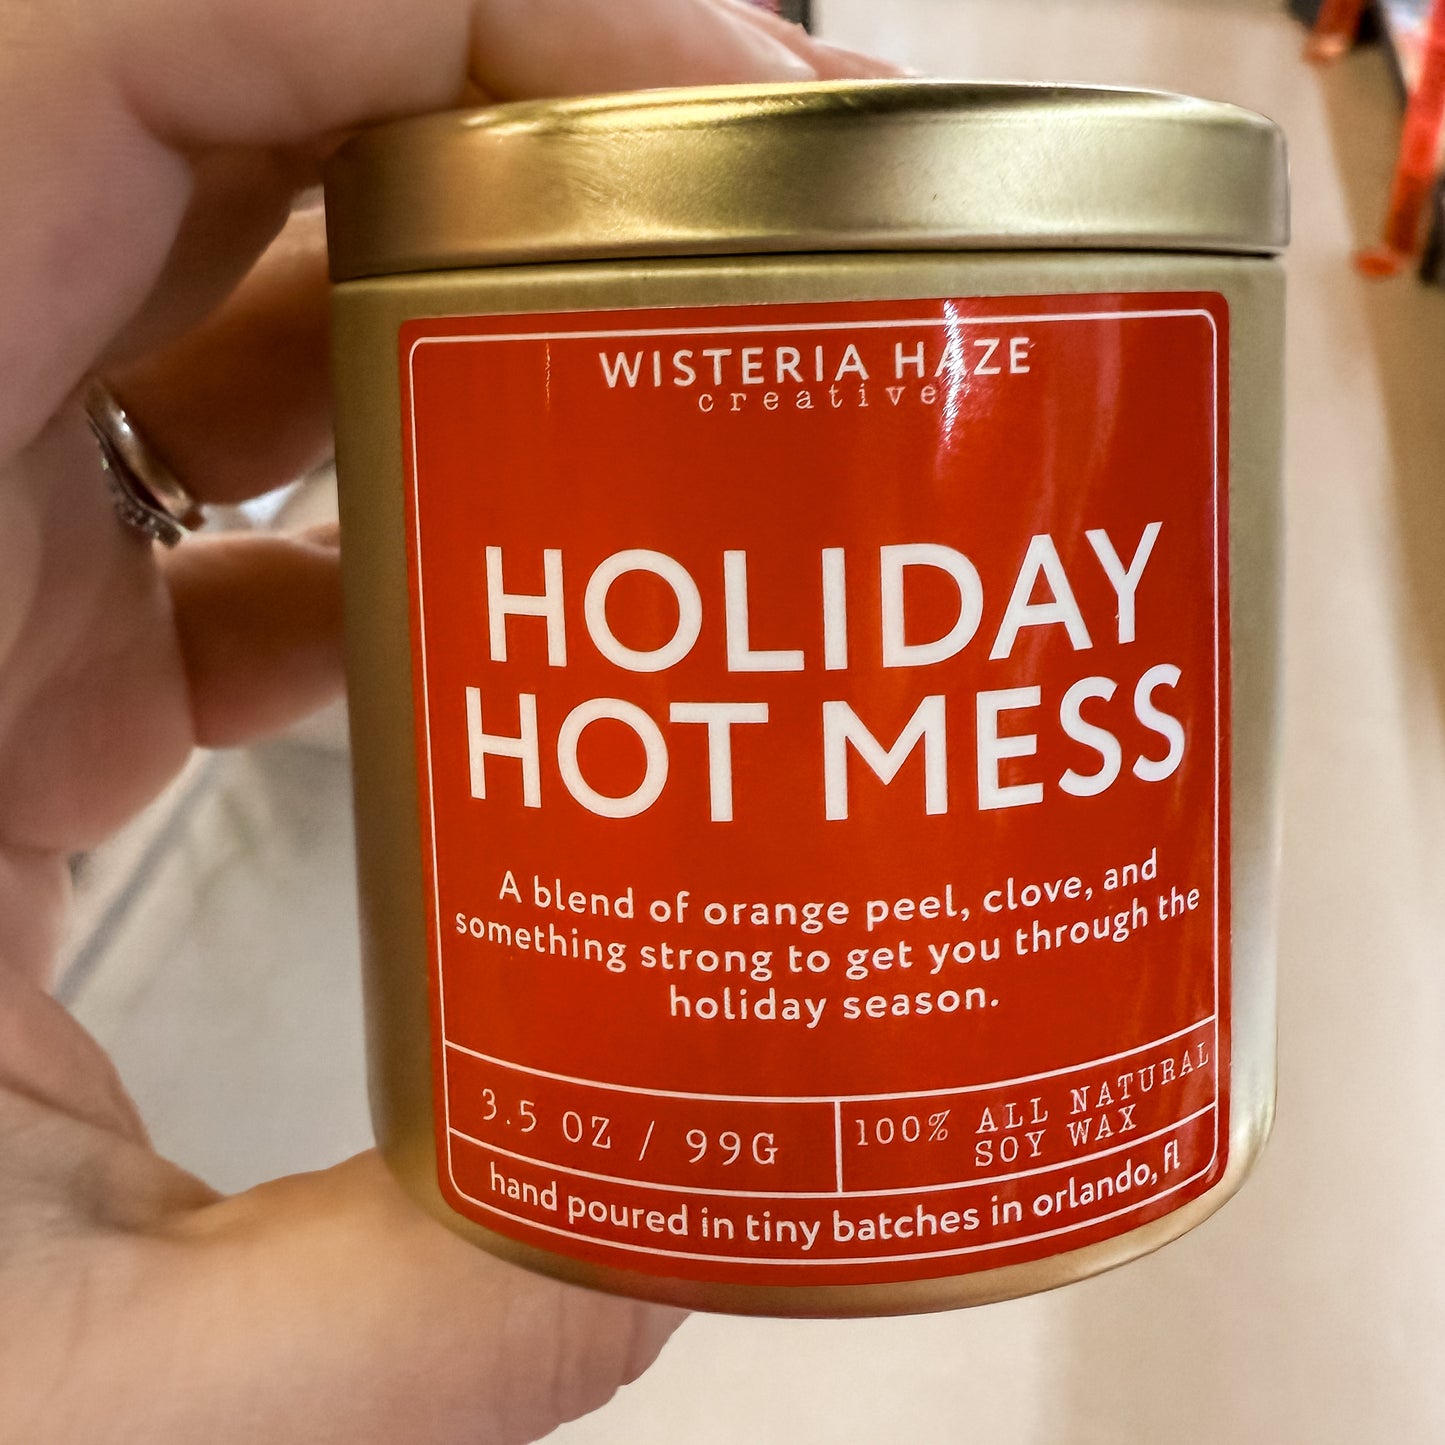 WISTERIA HAZE
creative
HOLIDAY
HOT MESS
A blend of orange peel, clove, and
something strong to get you through the
holiday season.
3.5 OZ / 99G
100% ALL NATURAL
SOY WAX
hand poured in tiny batches in orlando, fl